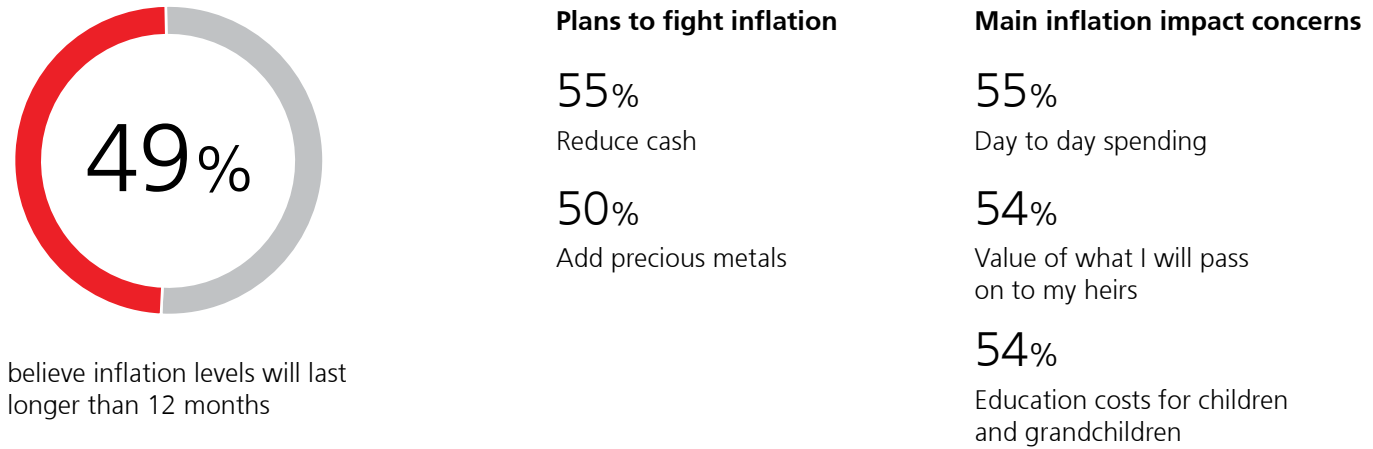 49%
believe inflation levels will last
longer than 12 months
Plans to fight inflation
55%
Reduce cash
50%
Add precious metals
Main inflation impact concerns
55%
Day to day spending
54%
Value of what I will pass
on to my heirs
54%
Education costs for children
and grandchildren